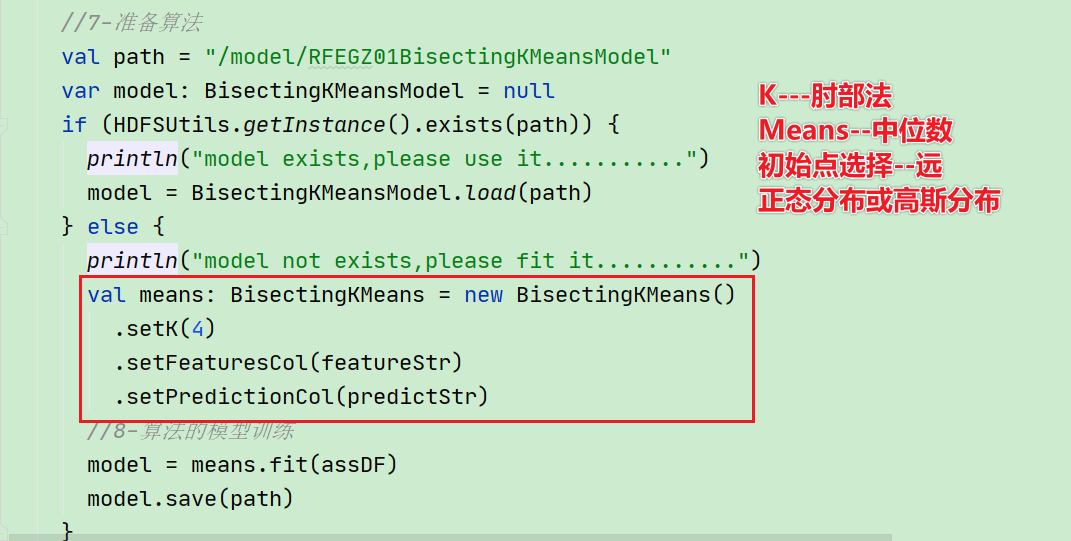 //7-准备算法
val path = "/model/RFEGZ01BisectingKMeansModel"
var model: BisectingKMeansModel = null
if (HDFSUtils.getInstance().exists(path)) {
println("model exists,please use it...........")
model = BisectingKMeansModel.load(path)
} else {
println("model not exists,please fit it...........")
val means: BisectingKMeans = new BisectingKMeans()
.setK(4)
.setFeaturesCol(featureStr)
.setPredictionCol(predictStr)
//8-算法的模型训练
model = means.fit(assDF)
model.save(path)
}
K---肘部法
Means--中位数
初始点选择--远
正态分布或高斯分布